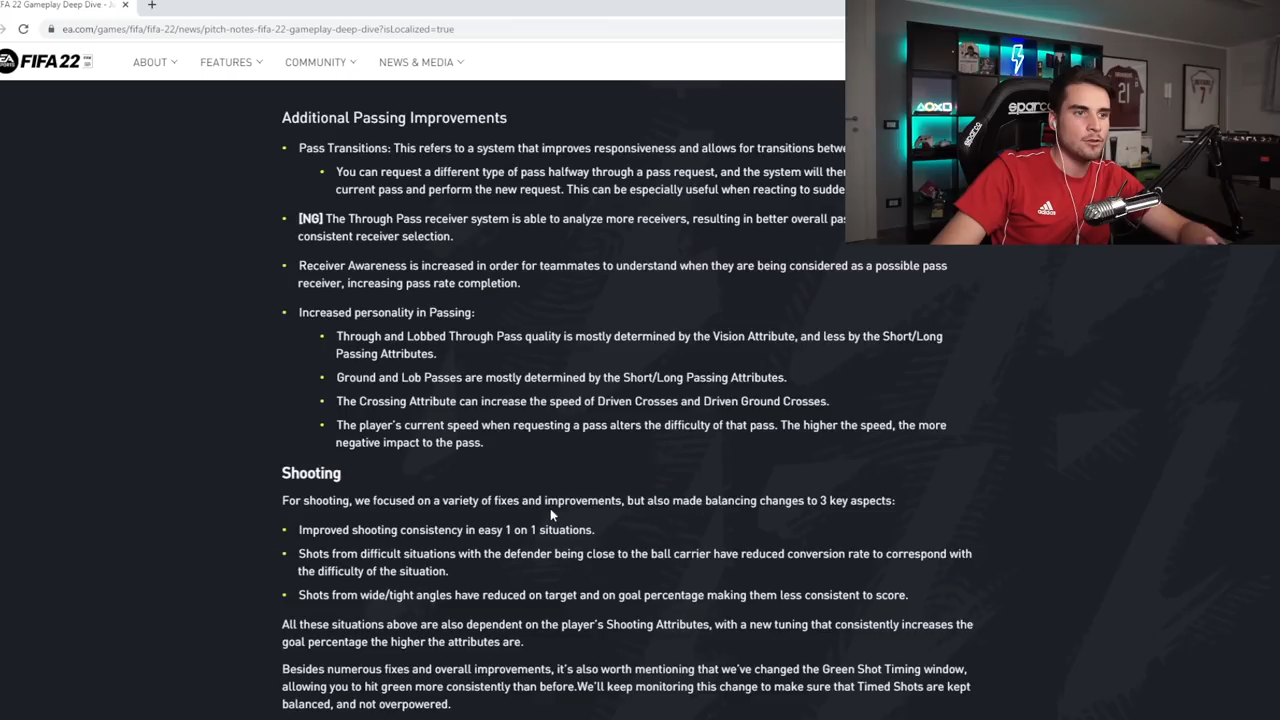 FA 22 Gameplay Deep Dive - J
ea.com/games/fifa/fifa-22/news/pitch-notes-fifa-22-gameplay-deep-dive?isLocalized=true
EA SPORTS FIFA 22 ABOUT FEATURES COMMUNITY NEWS & MEDIA
Additional Passing Improvements
• Pass Transitions: This refers to a system that improves responsiveness and allows for transitions betwe
• You can request a different type of pass halfway through a pass request, and the system will the
current pass and perform the new request. This can be especially useful when reacting to sudde
• [NG] The Through Pass receiver system is able to analyze more receivers, resulting in better overall pas
consistent receiver selection.
• Receiver Awareness is increased in order for teammates to understand when they are being considered as a possible pass
receiver, increasing pass rate completion.
• Increased personality in Passing:
• Through and Lobbed Through Pass quality is mostly determined by the Vision Attribute, and less by the Short/Long
Passing Attributes.
• Ground and Lob Passes are mostly determined by the Short/Long Passing Attributes.
• The Crossing Attribute can increase the speed of Driven Crosses and Driven Ground Crosses.
• The player's current speed when requesting a pass alters the difficulty of that pass. The higher the speed, the more
negative impact to the pass.
Shooting
For shooting, we focused on a variety of fixes and improvements, but also made balancing changes to 3 key aspects:
• Improved shooting consistency in easy 1 on 1 situations.
• Shots from difficult situations with the defender being close to the ball carrier have reduced conversion rate to correspond with
the difficulty of the situation.
• Shots from wide/tight angles have reduced on target and on goal percentage making them less consistent to score.
All these situations above are also dependent on the player's Shooting Attributes, with a new tuning that consistently increases the
goal percentage the higher the attributes are.
Besides numerous fixes and overall improvements, it's also worth mentioning that we've changed the Green Shot Timing window,
allowing you to hit green more consistently than before.We'll keep monitoring this change to make sure that Timed Shots are kept
balanced, and not overpowered.
sparco
21
7
adidas